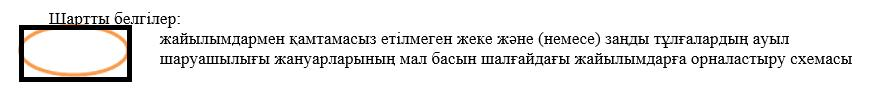 Шартты белгілер:
жайылымдармен қамтамасыз етілмеген жеке және (немесе) заңды тұлғалардың ауыл
шаруашылығы жануарларының мал басын шалғайдағы жайылымдарға орналастыру схемасы